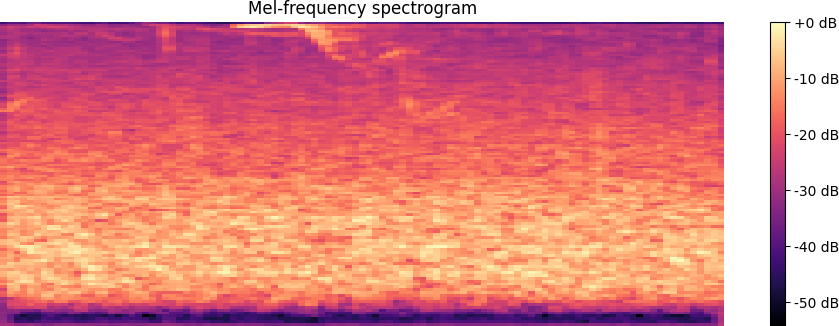 Mel-frequency spectrogram
+0 dB
-10 dB
-20 dB
-30 dB
-40 dB
-50 dB